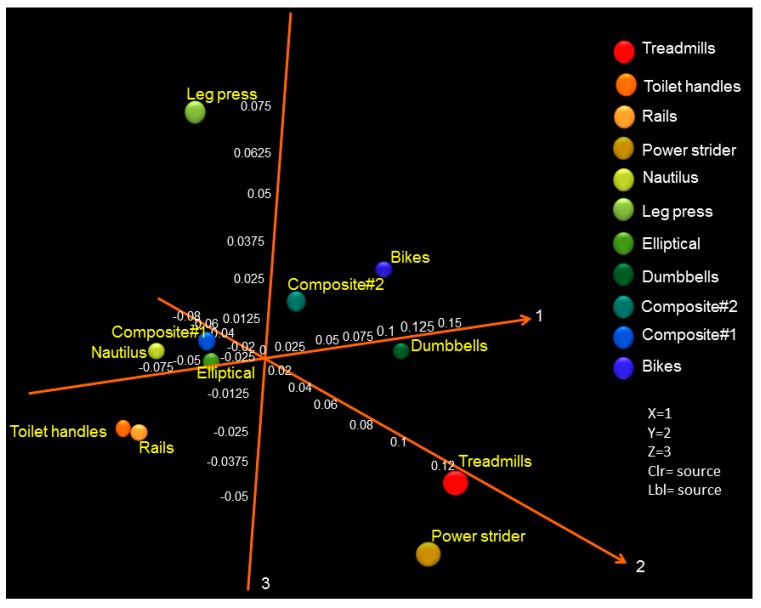 Leg press
0.075
0.0625
0.05
0.0375
0.025
0.0125
0
-0.0125
-0.025
-0.0375
-0.05
Bikes
Composite#2
-0.08
0.06
0.04
-0.02
Composite#1
Nautilus
-0.075
-0.05
-0.025
Elliptical
0.025
0.05
0.075
0.1
0.125
0.15
1
Dumbbells
0.02
0.04
0.06
0.08
0.1
0.12
Toilet handles
Rails
Treadmills
Power strider
2
3
Treadmills
Toilet handles
Rails
Power strider
Nautilus
Leg press
Elliptical
Dumbbells
Composite#2
Composite#1
Bikes
X=1
Y=2
Z=3
Clr= source
Lbl= source